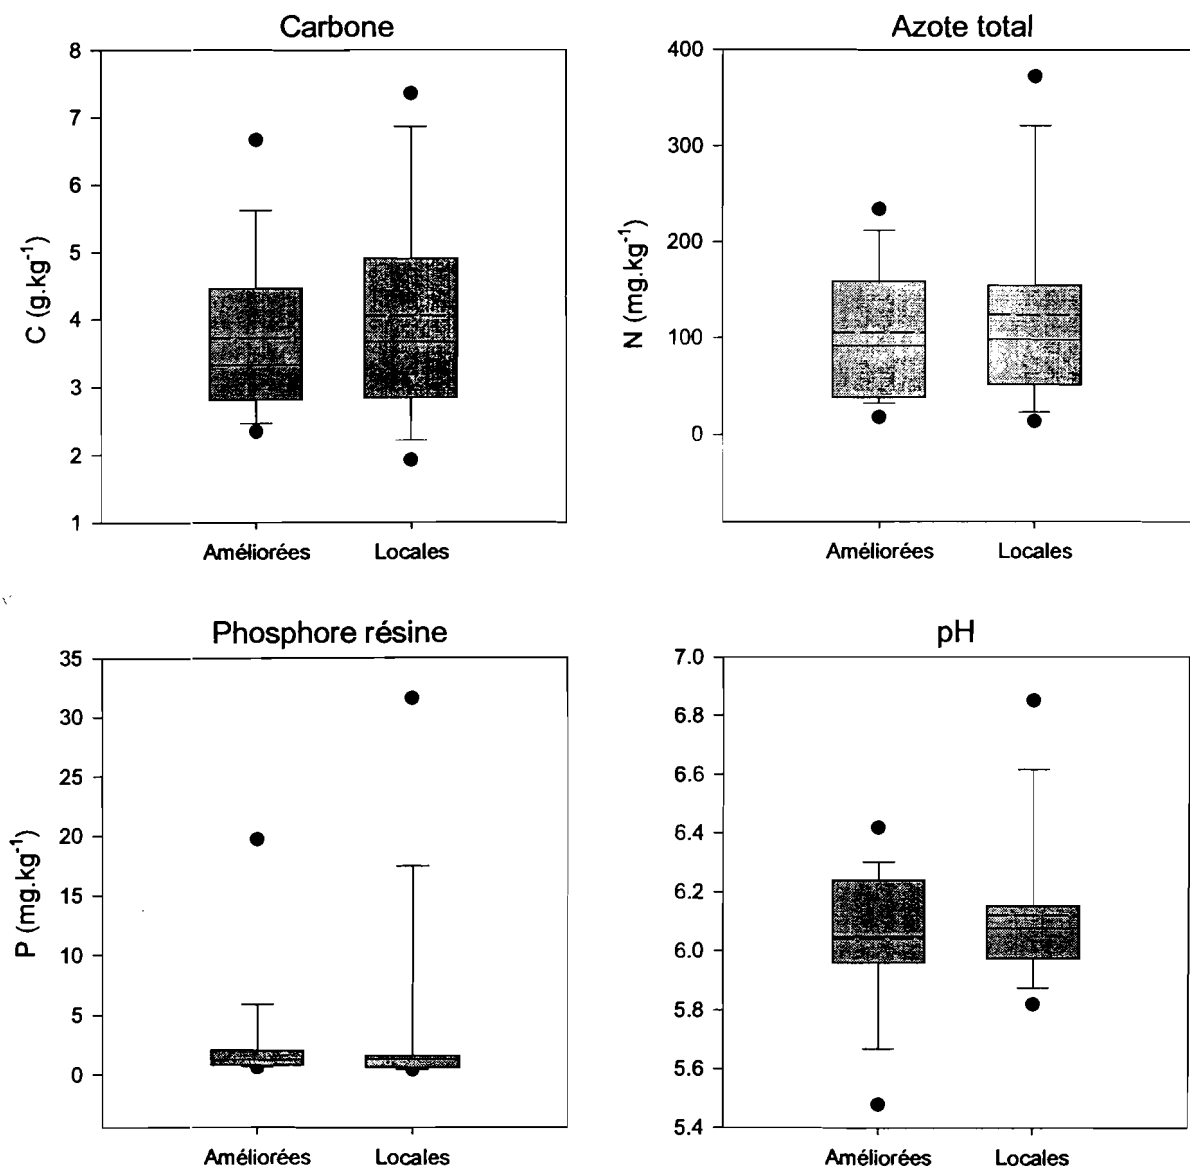 Carbone
8
7
6
5
4
3
2
1
C (g.kg⁻¹)
Améliorées Locales
Azote total
400
300
200
100
0
N (mg.kg⁻¹)
Améliorées Locales
Phosphore résine
35
30
25
20
15
10
5
0
P (mg.kg⁻¹)
Améliorées Locales
pH
7.0
6.8
6.6
6.4
6.2
6.0
5.8
5.6
5.4
Améliorées Locales